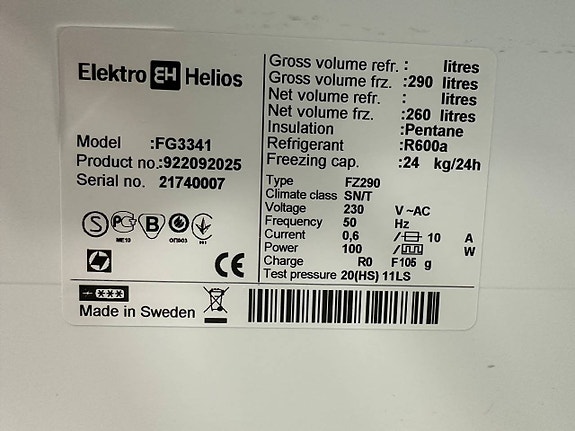 Elektro EH Helios
Model :FG3341
Product no.:922092025
Serial no. 21740007
S PC B
ME10 ОП003
CE
***
Made in Sweden
Gross volume refr. : litres
Gross volume frz. :290 litres
Net volume refr. : litres
Net volume frz. :260 litres
Insulation :Pentane
Refrigerant :R600a
Freezing cap. :24 kg/24h
Type FZ290
Climate class SN/T
Voltage 230 V ~AC
Frequency 50 Hz
Current 0,6 / 10 A
Power 100 / W
Charge R0 F105 g
Test pressure 20(HS) 11LS